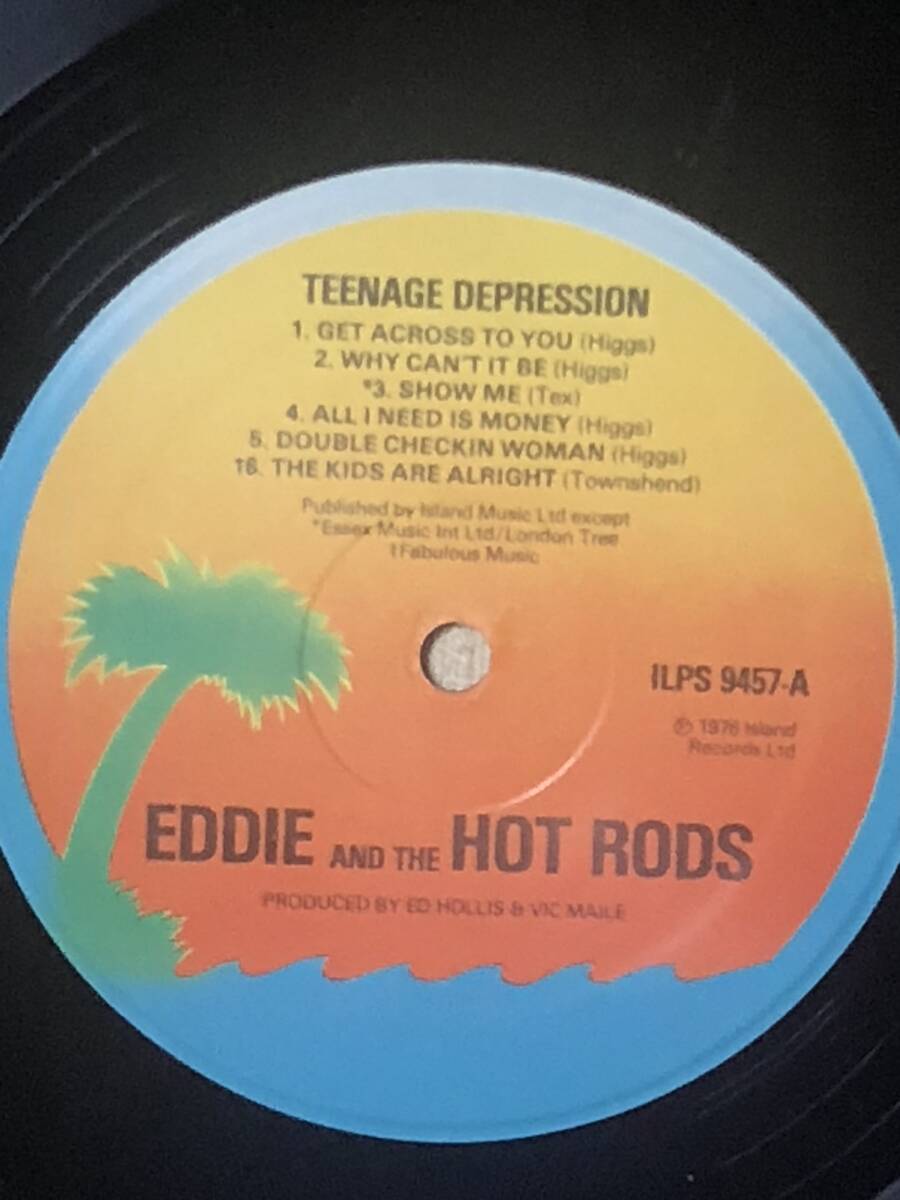 TEENAGE DEPRESSION
1. GET ACROSS TO YOU (Higgs)
2. WHY CAN'T IT BE (Higgs)
*3. SHOW ME (Tex)
4. ALL I NEED IS MONEY (Higgs)
5. DOUBLE CHECKIN WOMAN (Higgs)
†6. THE KIDS ARE ALRIGHT (Townshend)
Published by Island Music Ltd except
*Essex Music Int Ltd/London Tree
†Fabulous Music
ILPS 9457-A
℗ 1976 Island
Records Ltd
EDDIE AND THE HOT RODS
PRODUCED BY ED HOLLIS & VIC MAILE